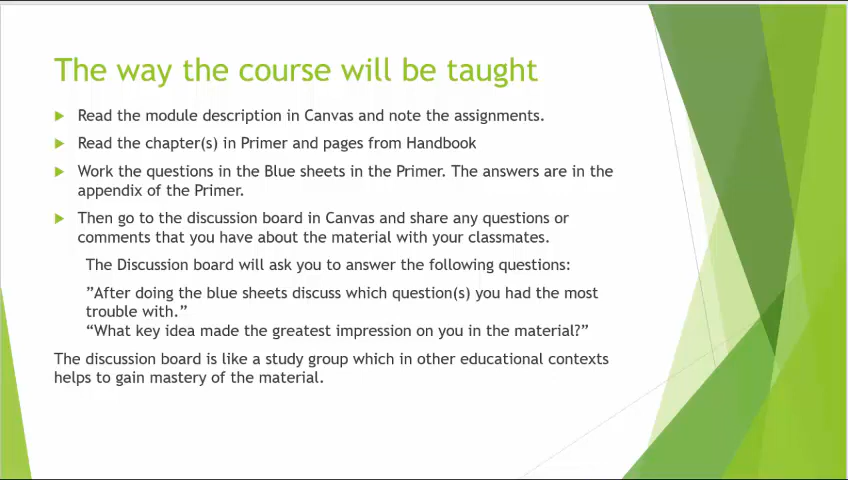 The way the course will be taught
Read the module description in Canvas and note the assignments.
Read the chapter(s) in Primer and pages from Handbook
Work the questions in the Blue sheets in the Primer. The answers are in the
appendix of the Primer.
Then go to the discussion board in Canvas and share any questions or
comments that you have about the material with your classmates.
The Discussion board will ask you to answer the following questions:
”After doing the blue sheets discuss which question(s) you had the most
trouble with.”
“What key idea made the greatest impression on you in the material?”
The discussion board is like a study group which in other educational contexts
helps to gain mastery of the material.